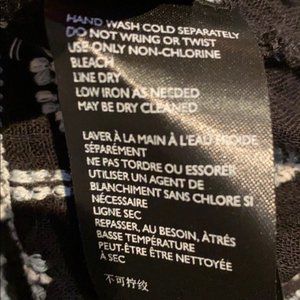 HAND WASH COLD SEPARATELY
DO NOT WRING OR TWIST
USE ONLY NON-CHLORINE
BLEACH
LINE DRY
LOW IRON AS NEEDED
MAY BE DRY CLEANED
LAVER À LA MAIN À L'EAU FROIDE
SÉPARÉMENT
NE PAS TORDRE OU ESSORER
UTILISER UN AGENT DE
BLANCHIMENT SANS CHLORE SI
NÉCESSAIRE
LIGNE SEC
REPASSER, AU BESOIN, À TRÈS
BASSE TEMPÉRATURE
PEUT-ÊTRE ÊTRE NETTOYÉE
À SEC
不可拧绞